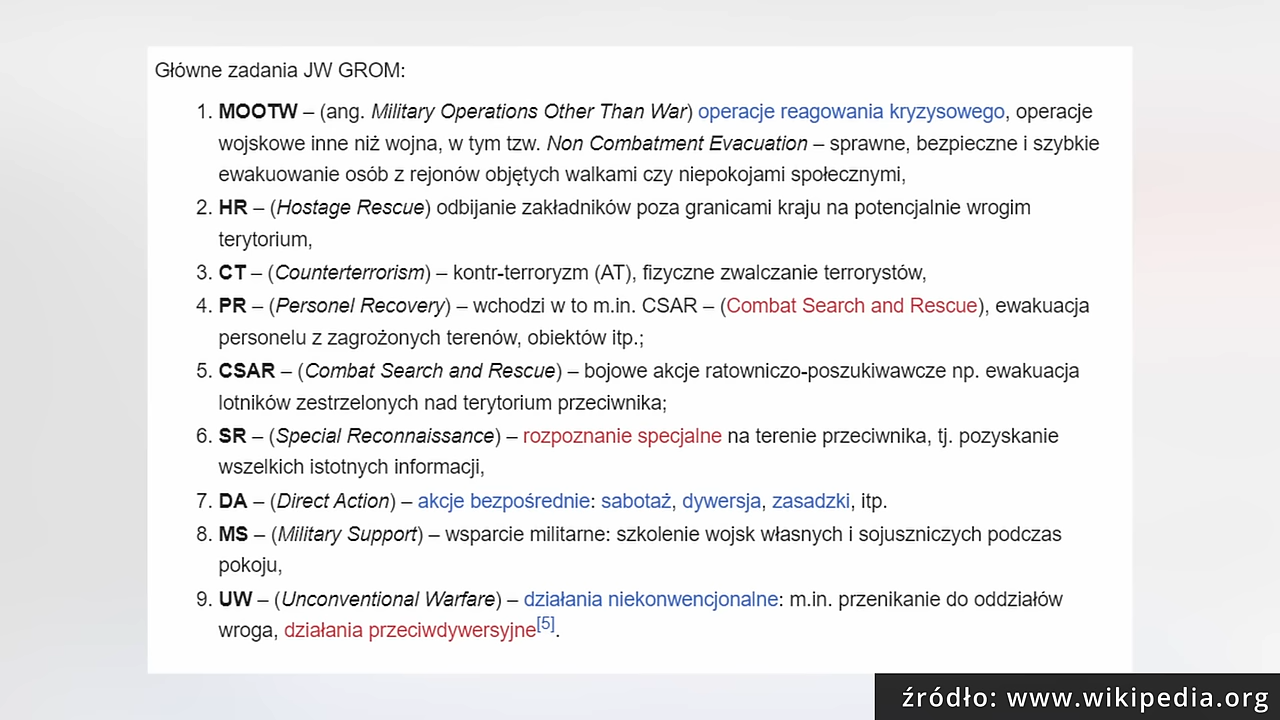 Główne zadania JW GROM:
1. MOOTW – (ang. Military Operations Other Than War) operacje reagowania kryzysowego, operacje
wojskowe inne niż wojna, w tym tzw. Non Combatment Evacuation – sprawne, bezpieczne i szybkie
ewakuowanie osób z rejonów objętych walkami czy niepokojami społecznymi,
2. HR – (Hostage Rescue) odbijanie zakładników poza granicami kraju na potencjalnie wrogim
terytorium,
3. CT – (Counterterrorism) – kontr-terroryzm (AT), fizyczne zwalczanie terrorystów,
4. PR – (Personel Recovery) – wchodzi w to m.in. CSAR – (Combat Search and Rescue), ewakuacja
personelu z zagrożonych terenów, obiektów itp.;
5. CSAR – (Combat Search and Rescue) – bojowe akcje ratowniczo-poszukiwawcze np. ewakuacja
lotników zestrzelonych nad terytorium przeciwnika;
6. SR – (Special Reconnaissance) – rozpoznanie specjalne na terenie przeciwnika, tj. pozyskanie
wszelkich istotnych informacji,
7. DA – (Direct Action) – akcje bezpośrednie: sabotaż, dywersja, zasadzki, itp.
8. MS – (Military Support) – wsparcie militarne: szkolenie wojsk własnych i sojuszniczych podczas
pokoju,
9. UW – (Unconventional Warfare) – działania niekonwencjonalne: m.in. przenikanie do oddziałów
wroga, działania przeciwdywersyjne[5].
źródło: www.wikipedia.org